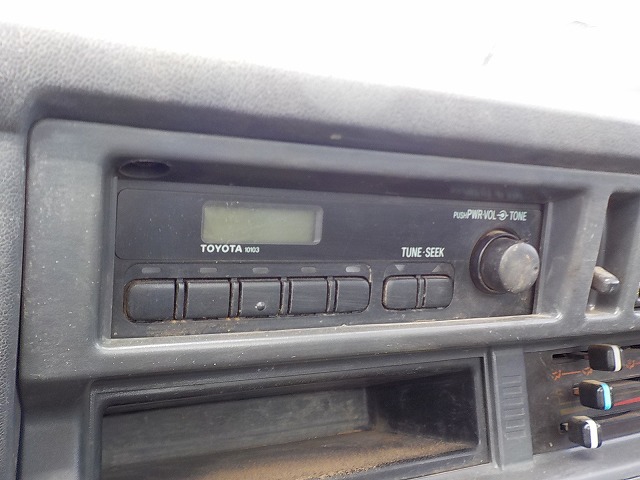 PUSH PWR·VOL TONE
TOYOTA 10103
TUNE·SEEK